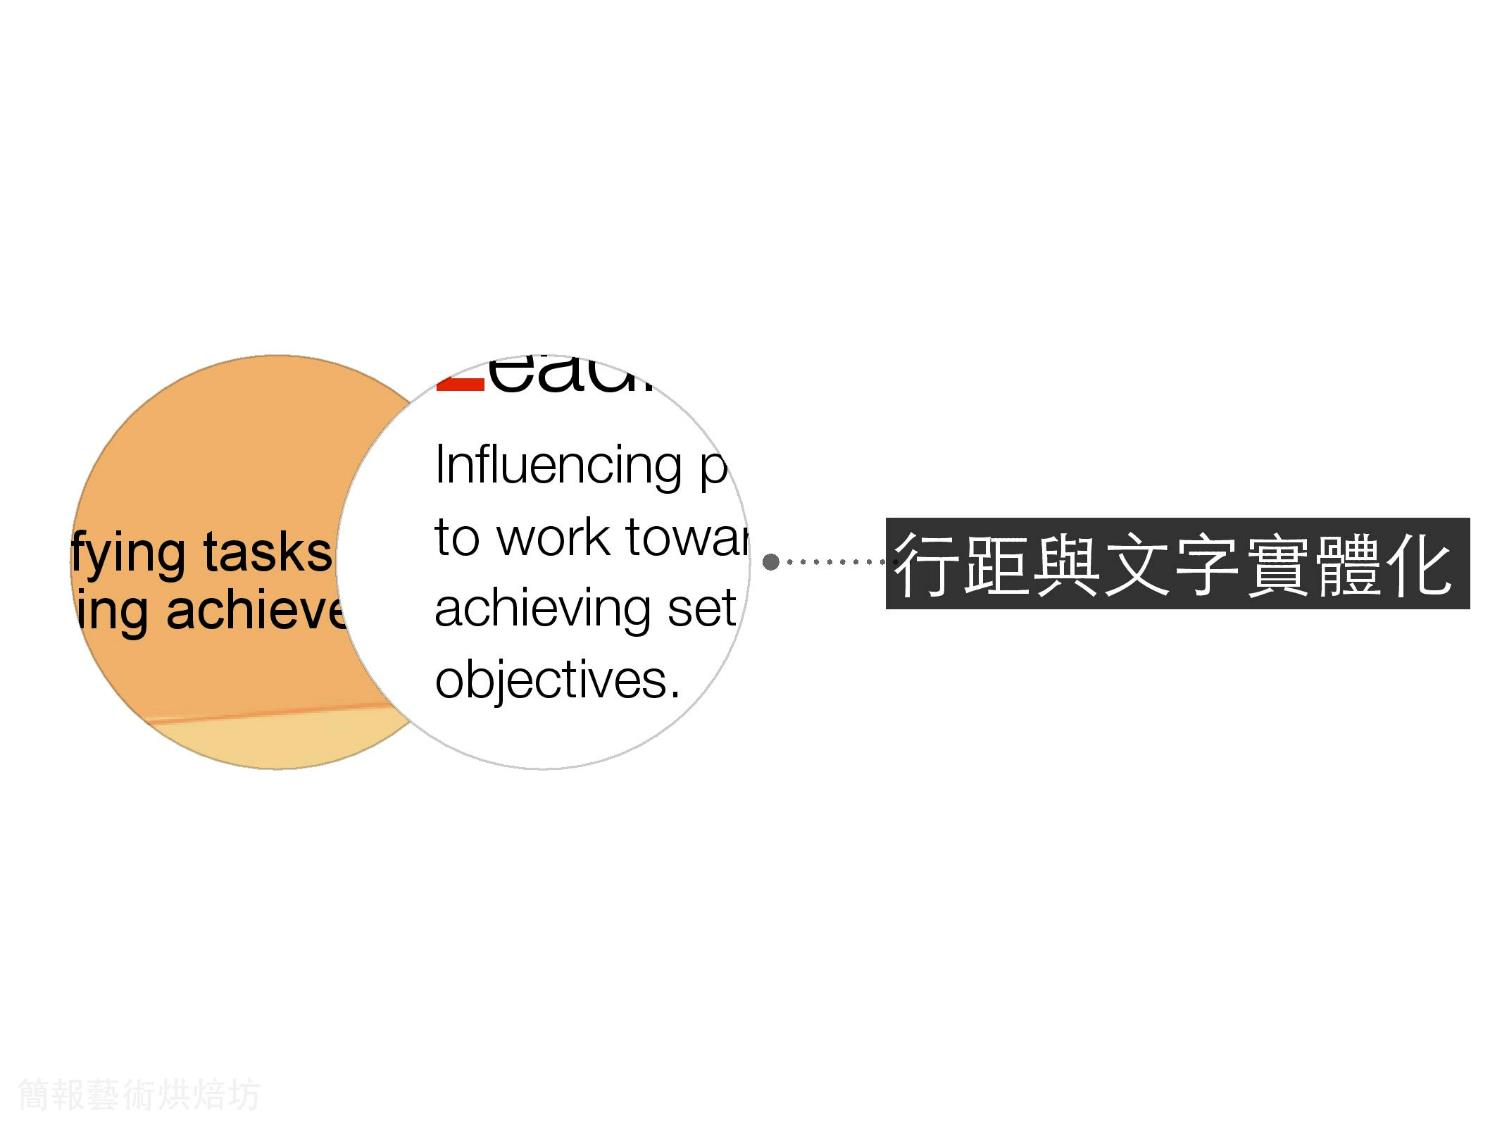 fying tasks
ing achieve
Influencing p
to work towar
achieving set
objectives.
行距與文字實體化
簡報藝術烘焙坊